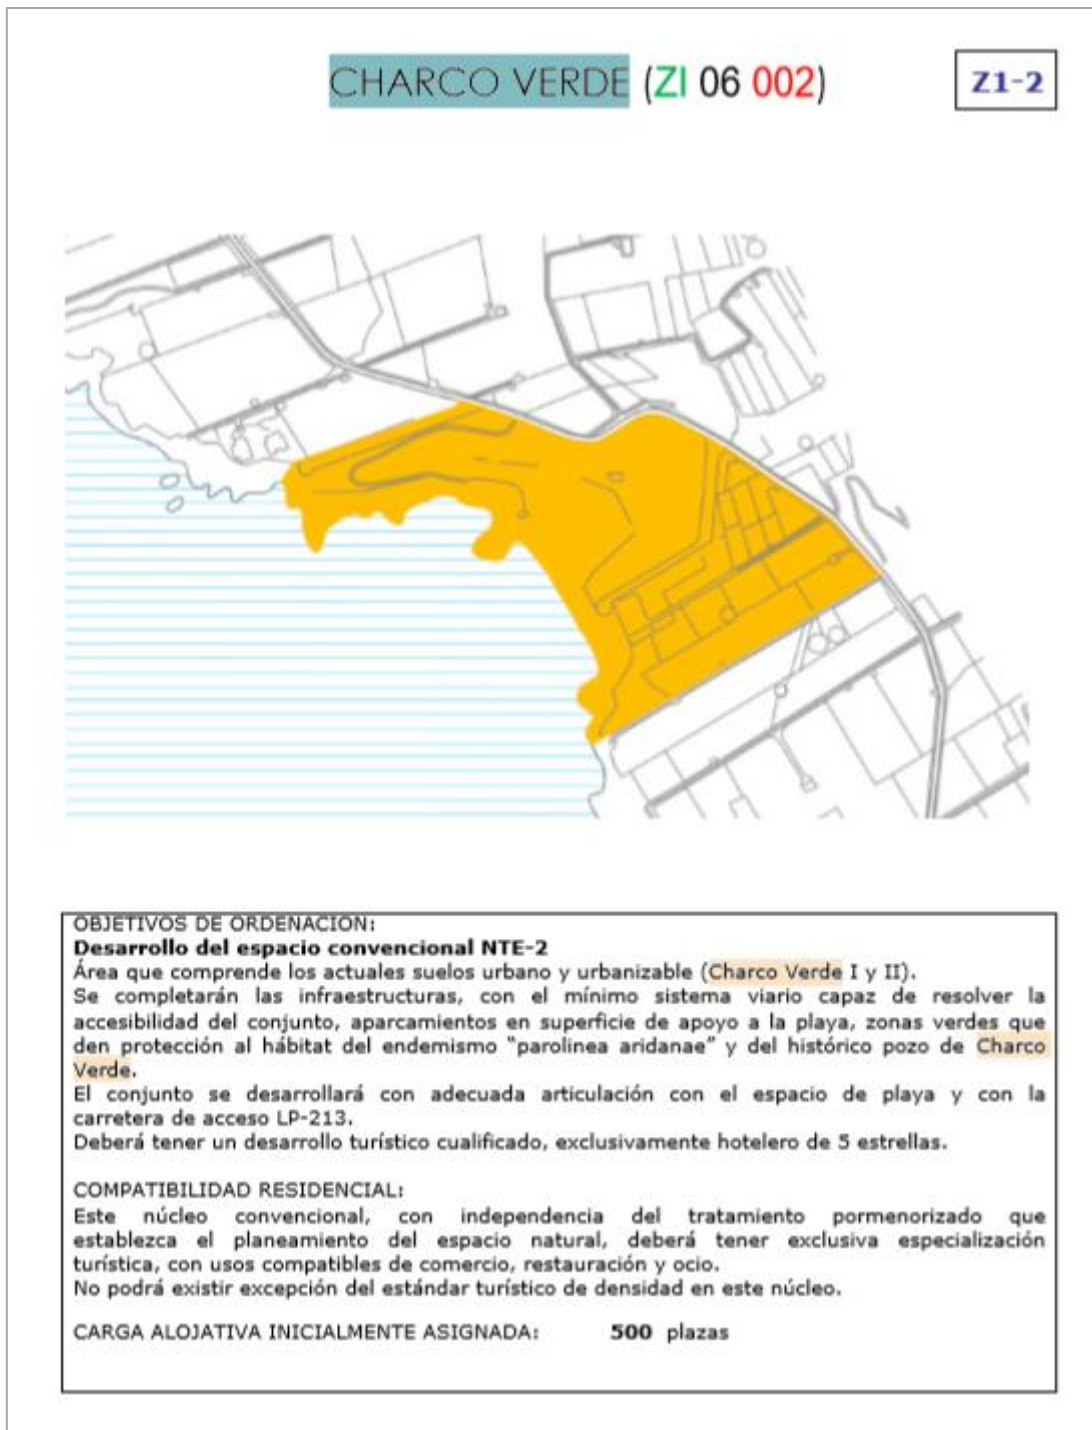 CHARCO VERDE (ZI 06 002)
Z1-2
OBJETIVOS DE ORDENACIÓN:
Desarrollo del espacio convencional NTE-2
Área que comprende los actuales suelos urbano y urbanizable (Charco Verde I y II).
Se completarán las infraestructuras, con el mínimo sistema viario capaz de resolver la
accesibilidad del conjunto, aparcamientos en superficie de apoyo a la playa, zonas verdes que
den protección al hábitat del endemismo "parolinea aridanae" y del histórico pozo de Charco
Verde.
El conjunto se desarrollará con adecuada articulación con el espacio de playa y con la
carretera de acceso LP-213.
Deberá tener un desarrollo turístico cualificado, exclusivamente hotelero de 5 estrellas.
COMPATIBILIDAD RESIDENCIAL:
Este núcleo convencional, con independencia del tratamiento pormenorizado que
establezca el planeamiento del espacio natural, deberá tener exclusiva especialización
turística, con usos compatibles de comercio, restauración y ocio.
No podrá existir excepción del estándar turístico de densidad en este núcleo.
CARGA ALOJATIVA INICIALMENTE ASIGNADA: 500 plazas